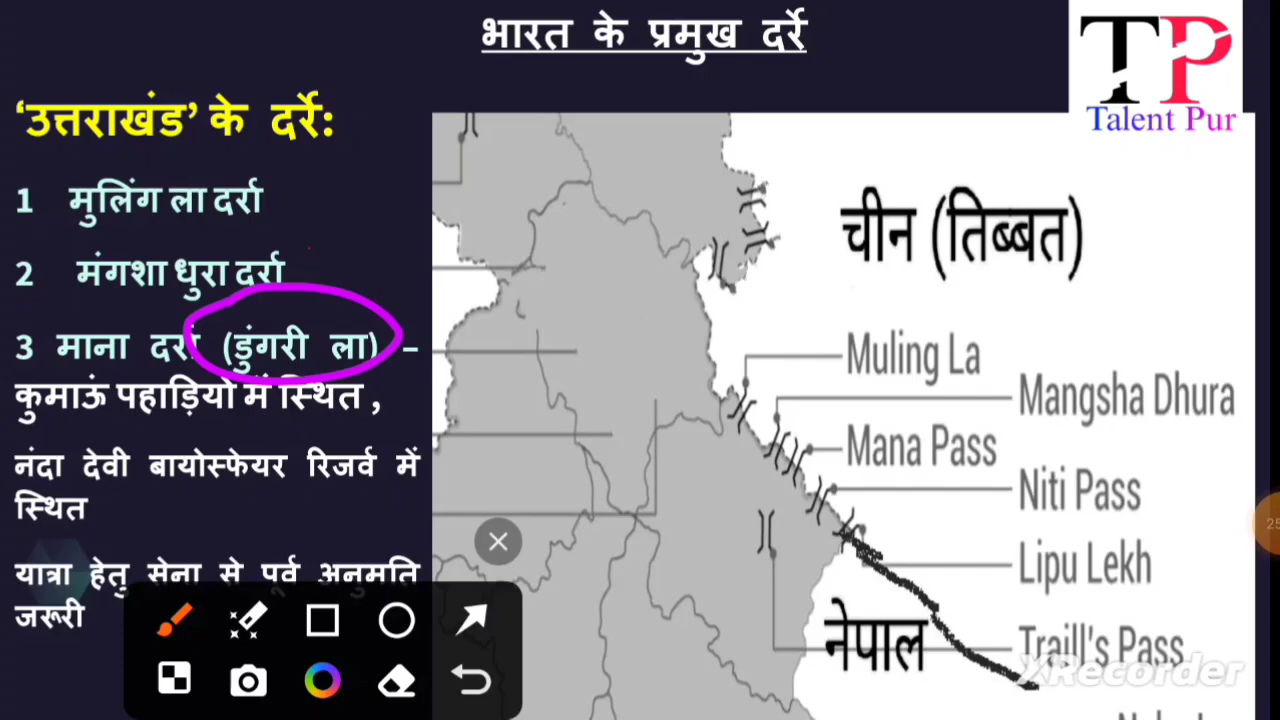 भारत के प्रमुख दर्रे
TP
Talent Pur
‘उत्तराखंड’ के दर्रे:
1 मुलिंग ला दर्रा
2 मंगशा धुरा दर्रा
3 माना दर्रा (डुंगरी ला) –
कुमाऊं पहाड़ियों में स्थित ,
नंदा देवी बायोस्फेयर रिजर्व में
स्थित
यात्रा हेतु सेना से पूर्व अनुमति
जरूरी
चीन (तिब्बत)
Muling La
Mangsha Dhura
Mana Pass
Niti Pass
Lipu Lekh
नेपाल
Traill's Pass
XRecorder
25